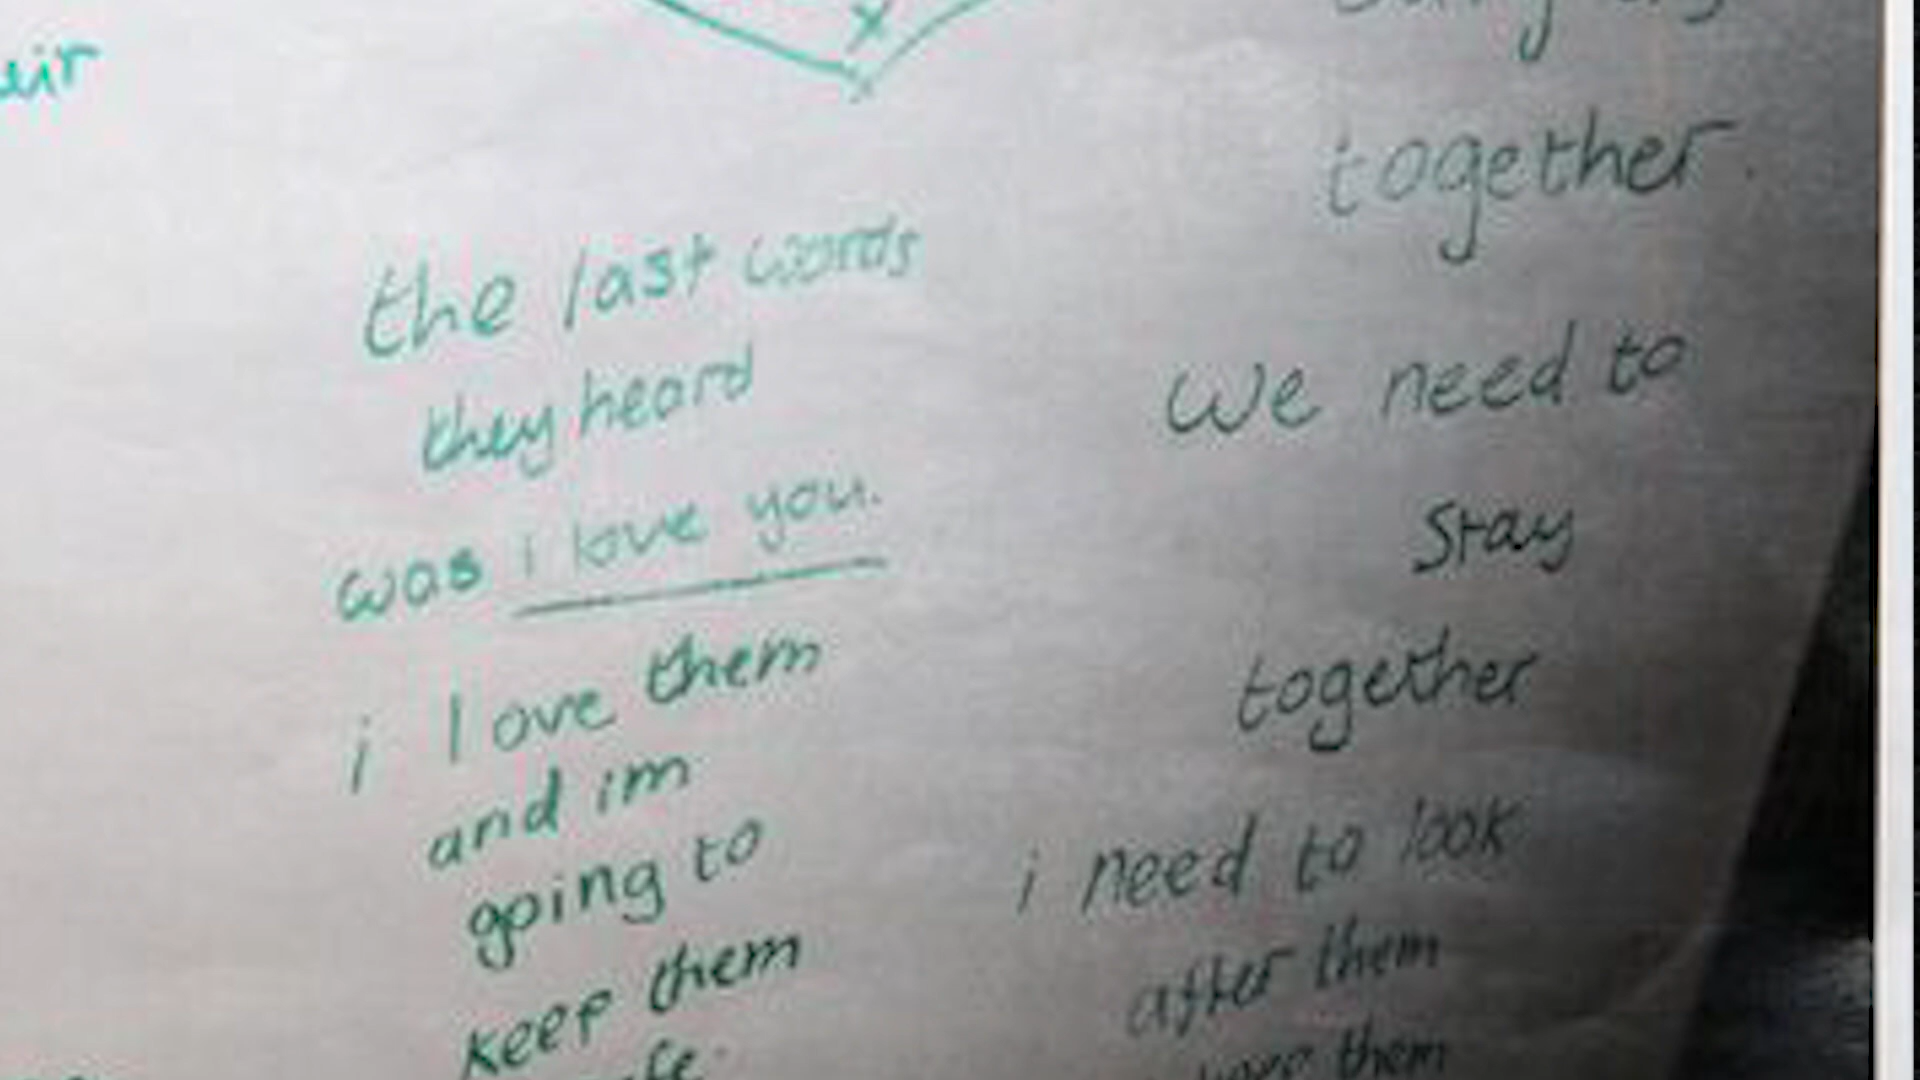 x
the last words
they heard
was i love you.
i love them
and im
going to
keep them
together.
We need to
stay
together
i need to look
after them
them